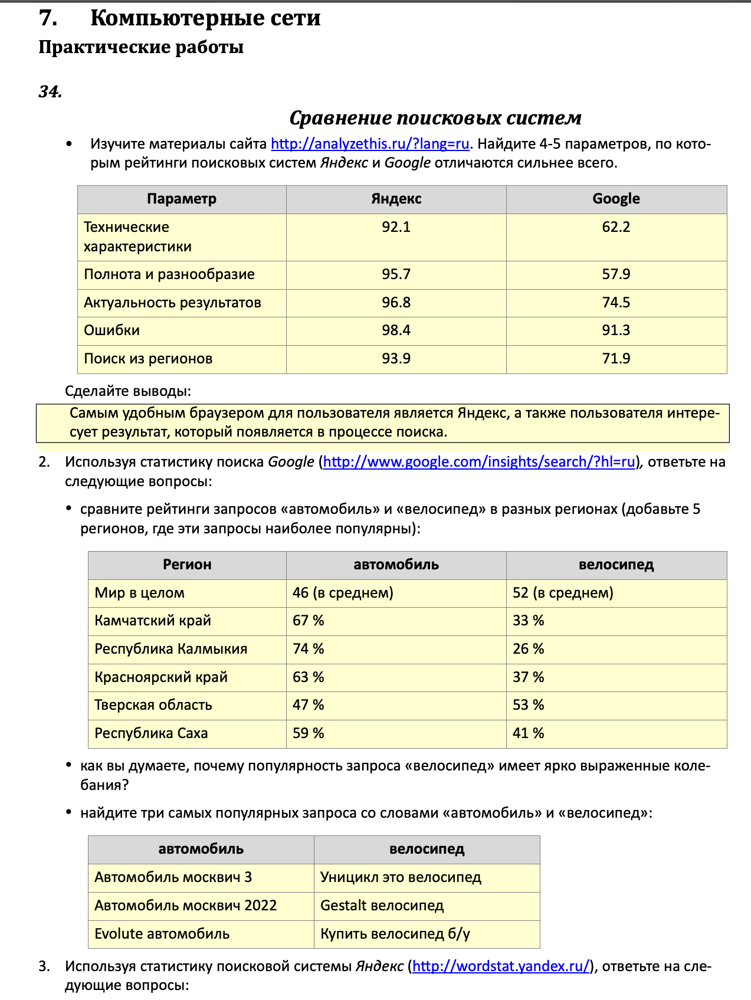 7. Компьютерные сети
Практические работы
34.
Сравнение поисковых систем
• Изучите материалы сайта http://analyzethis.ru/?lang=ru. Найдите 4-5 параметров, по кото-
рым рейтинги поисковых систем Яндекс и Google отличаются сильнее всего.
Параметр Яндекс Google
Технические 92.1 62.2
характеристики
Полнота и разнообразие 95.7 57.9
Актуальность результатов 96.8 74.5
Ошибки 98.4 91.3
Поиск из регионов 93.9 71.9
Сделайте выводы:
Самым удобным браузером для пользователя является Яндекс, а также пользователя интере-
сует результат, который появляется в процессе поиска.
2. Используя статистику поиска Google (http://www.google.com/insights/search/?hl=ru), ответьте на
следующие вопросы:
• сравните рейтинги запросов «автомобиль» и «велосипед» в разных регионах (добавьте 5
регионов, где эти запросы наиболее популярны):
Регион автомобиль велосипед
Мир в целом 46 (в среднем) 52 (в среднем)
Камчатский край 67 % 33 %
Республика Калмыкия 74 % 26 %
Красноярский край 63 % 37 %
Тверская область 47 % 53 %
Республика Саха 59 % 41 %
• как вы думаете, почему популярность запроса «велосипед» имеет ярко выраженные коле-
бания?
• найдите три самых популярных запроса со словами «автомобиль» и «велосипед»:
автомобиль велосипед
Автомобиль москвич 3 Уницикл это велосипед
Автомобиль москвич 2022 Gestalt велосипед
Evolute автомобиль Купить велосипед б/у
3. Используя статистику поисковой системы Яндекс (http://wordstat.yandex.ru/), ответьте на сле-
дующие вопросы: